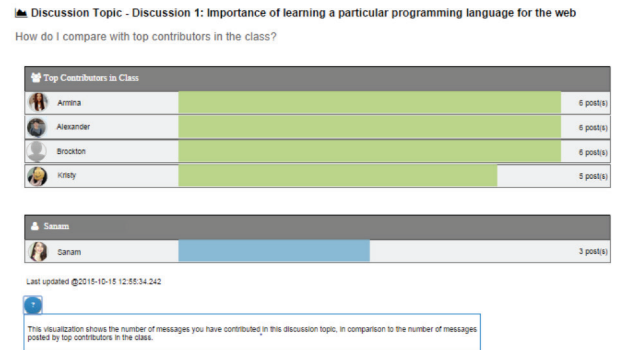 Discussion Topic - Discussion 1: Importance of learning a particular programming language for the web
How do I compare with top contributors in the class?
Top Contributors in Class
Armina 6 post(s)
Alexander 6 post(s)
Brockton 6 post(s)
Kristy 5 post(s)
Sanam
Sanam 3 post(s)
Last updated @2015-10-15 12:55:34.242
?
This visualization shows the number of messages you have contributed in this discussion topic, in comparison to the number of messages
posted by top contributors in the class.